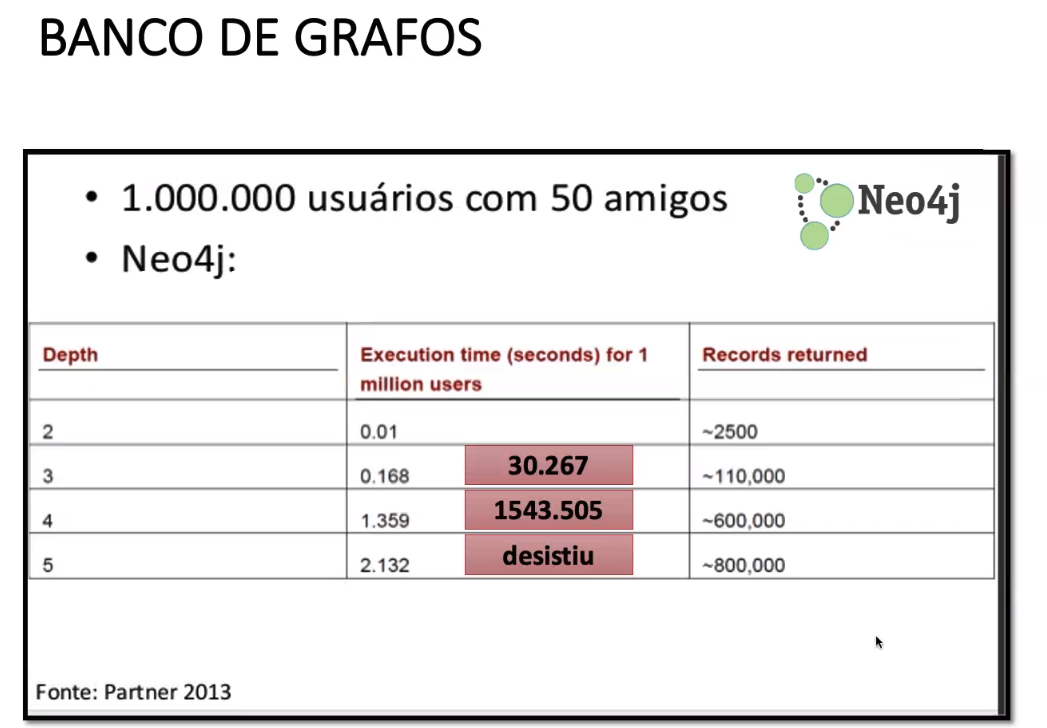 BANCO DE GRAFOS
• 1.000.000 usuários com 50 amigos
Neo4j
• Neo4j:
Depth
Execution time (seconds) for 1
million users
Records returned
2 0.01 ~2500
3 0.168 30.267 ~110,000
4 1.359 1543.505 ~600,000
5 2.132 desistiu ~800,000
Fonte: Partner 2013